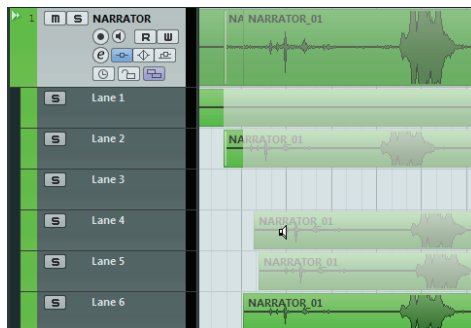 1 m S NARRATOR NA NARRATOR_01
R W
e
S Lane 1
S Lane 2 NARRATOR_01
S Lane 3
S Lane 4 NARRATOR_01
S Lane 5 NARRATOR_01
S Lane 6 NARRATOR_01